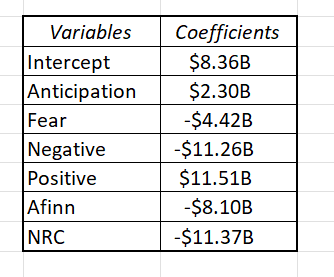 Variables Coefficients
Intercept $8.36B
Anticipation $2.30B
Fear -$4.42B
Negative -$11.26B
Positive $11.51B
Afinn -$8.10B
NRC -$11.37B